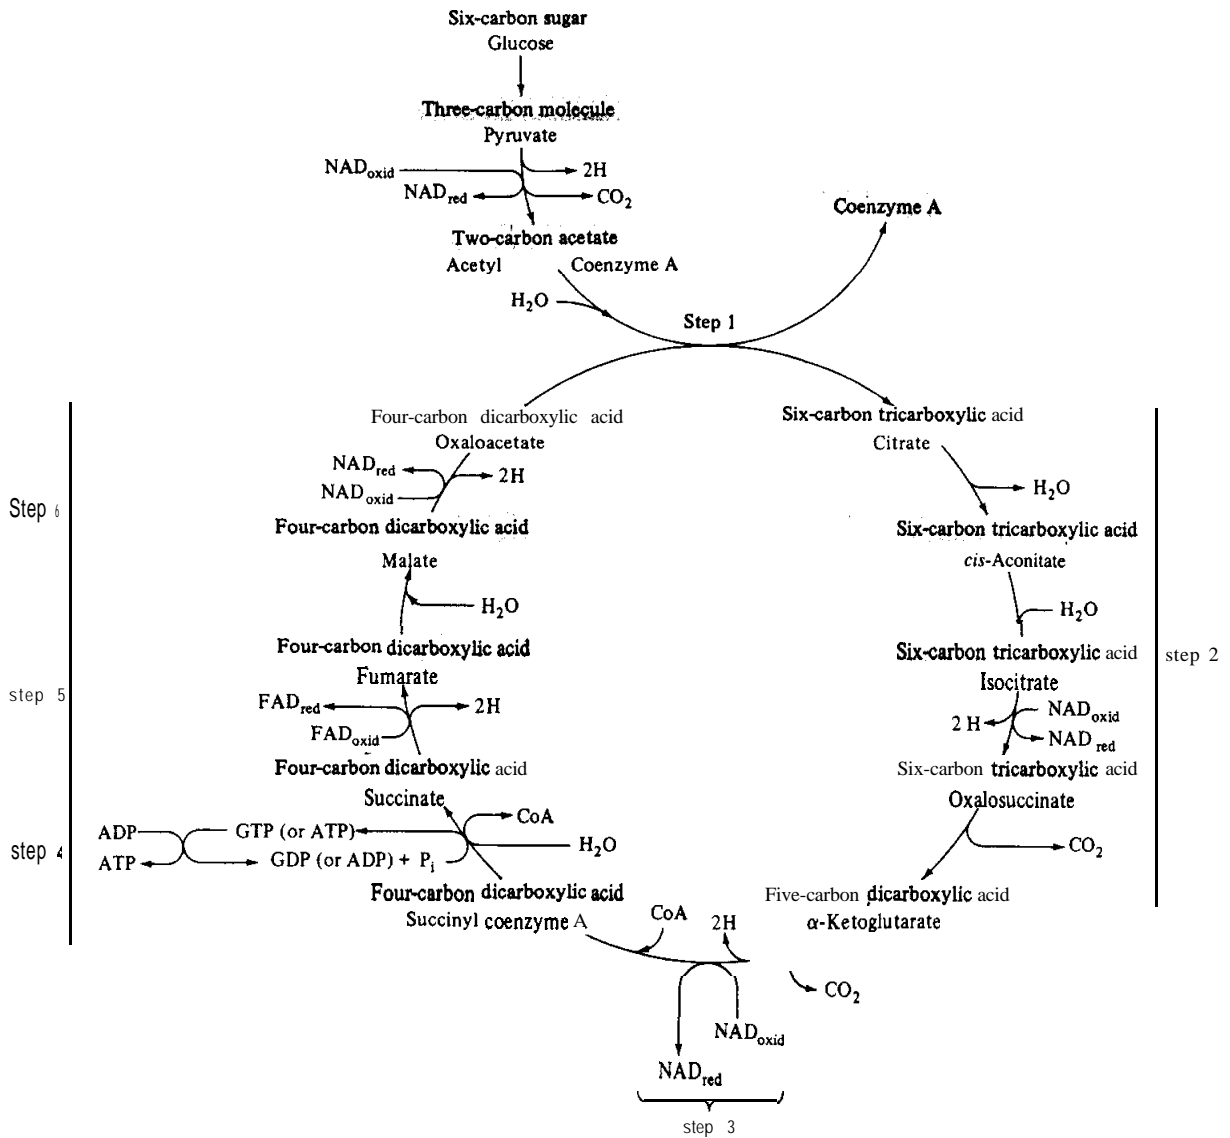 Six-carbon sugar
Glucose
Three-carbon molecule
Pyruvate
NADoxid
2H
NADred
CO2
Coenzyme A
Two-carbon acetate
Acetyl Coenzyme A
H2O
Step 1
Four-carbon dicarboxylic acid
Oxaloacetate
Six-carbon tricarboxylic acid
Citrate
NADred
2H
NADoxid
H2O
Step 6
Four-carbon dicarboxylic acid
Malate
Six-carbon tricarboxylic acid
cis-Aconitate
H2O
H2O
Four-carbon dicarboxylic acid
Fumarate
Six-carbon tricarboxylic acid
Isocitrate
step 2
step 5
FADred
2H
FADoxid
2 H
NADoxid
NAD red
Four-carbon dicarboxylic acid
Succinate
Six-carbon tricarboxylic acid
Oxalosuccinate
CoA
ADP
GTP (or ATP)
H2O
CO2
step 4
ATP
GDP (or ADP) + Pi
Four-carbon dicarboxylic acid
Succinyl coenzyme A
Five-carbon dicarboxylic acid
α-Ketoglutarate
CoA
2H
CO2
NADoxid
NADred
step 3